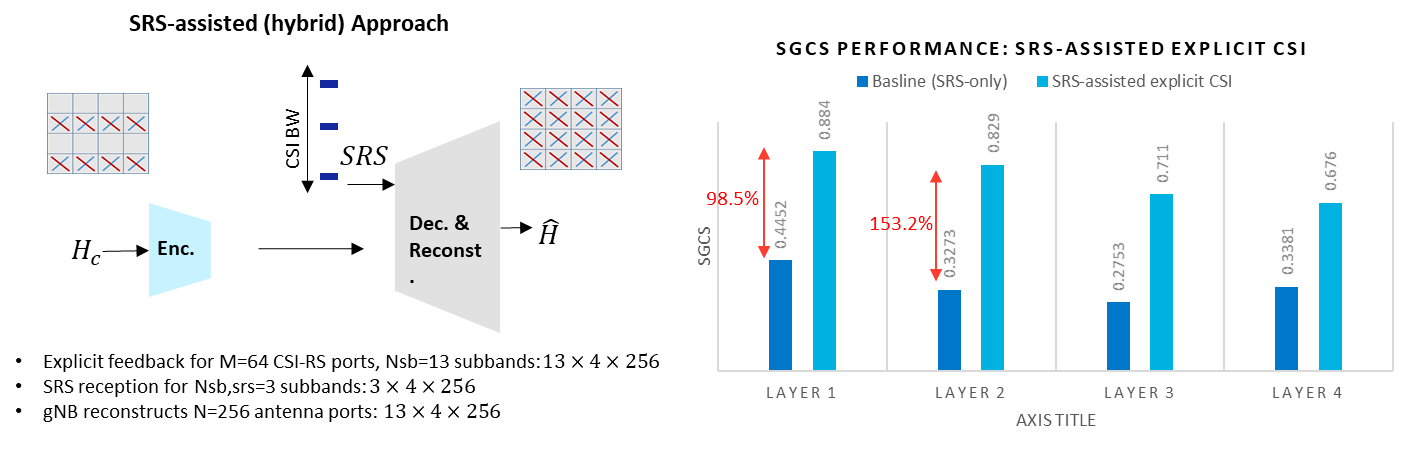 SRS-assisted (hybrid) Approach
CSI BW
SRS
H_c
Enc.
Dec. &
Reconst
.
Ĥ
• Explicit feedback for M=64 CSI-RS ports, Nsb=13 subbands: 13 × 4 × 256
• SRS reception for Nsb,srs=3 subbands: 3 × 4 × 256
• gNB reconstructs N=256 antenna ports: 13 × 4 × 256
SGCS PERFORMANCE: SRS-ASSISTED EXPLICIT CSI
Basline (SRS-only)
SRS-assisted explicit CSI
SGCS
98.5%
0.4452
0.884
153.2%
0.3273
0.829
0.2753
0.711
0.3381
0.676
LAYER 1
LAYER 2
LAYER 3
LAYER 4
AXIS TITLE